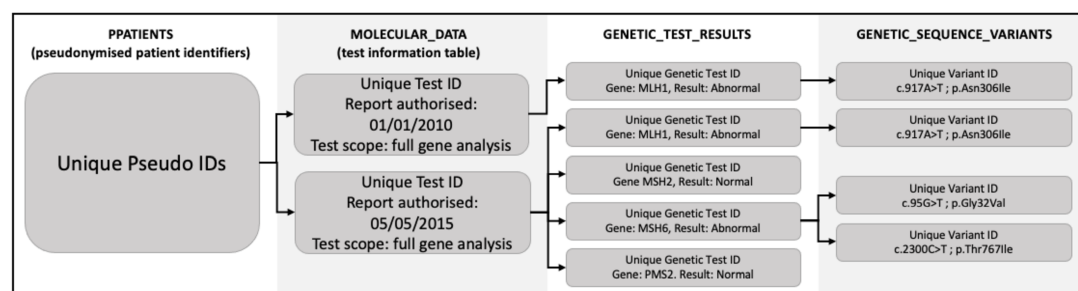 PPATIENTS
(pseudonymised patient identifiers)
Unique Pseudo IDs
MOLECULAR_DATA
(test information table)
Unique Test ID
Report authorised:
01/01/2010
Test scope: full gene analysis
Unique Test ID
Report authorised:
05/05/2015
Test scope: full gene analysis
GENETIC_TEST_RESULTS
Unique Genetic Test ID
Gene: MLH1, Result: Abnormal
Unique Genetic Test ID
Gene: MLH1, Result: Abnormal
Unique Genetic Test ID
Gene MSH2, Result: Normal
Unique Genetic Test ID
Gene: MSH6, Result: Abnormal
Unique Genetic Test ID
Gene: PMS2. Result: Normal
GENETIC_SEQUENCE_VARIANTS
Unique Variant ID
c.917A>T ; p.Asn306Ile
Unique Variant ID
c.917A>T ; p.Asn306Ile
Unique Variant ID
c.95G>T ; p.Gly32Val
Unique Variant ID
c.2300C>T ; p.Thr767Ile